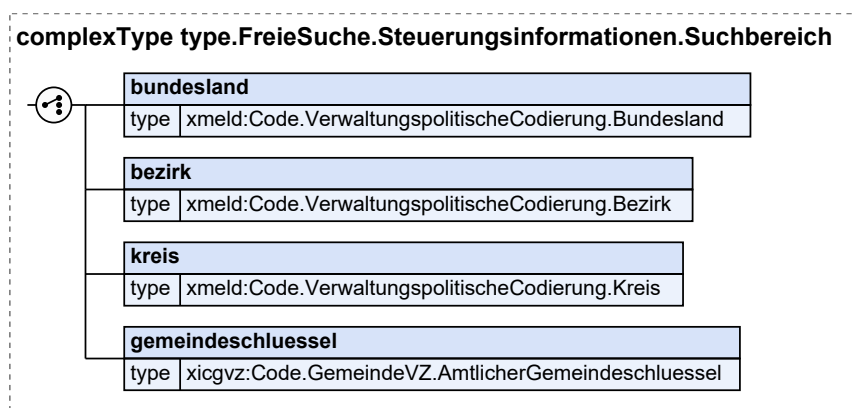 complexType type.FreieSuche.Steuerungsinformationen.Suchbereich
bundesland
type xmeld:Code.VerwaltungspolitischeCodierung.Bundesland
bezirk
type xmeld:Code.VerwaltungspolitischeCodierung.Bezirk
kreis
type xmeld:Code.VerwaltungspolitischeCodierung.Kreis
gemeindeschluessel
type xicgvz:Code.GemeindeVZ.AmtlicherGemeindeschluessel